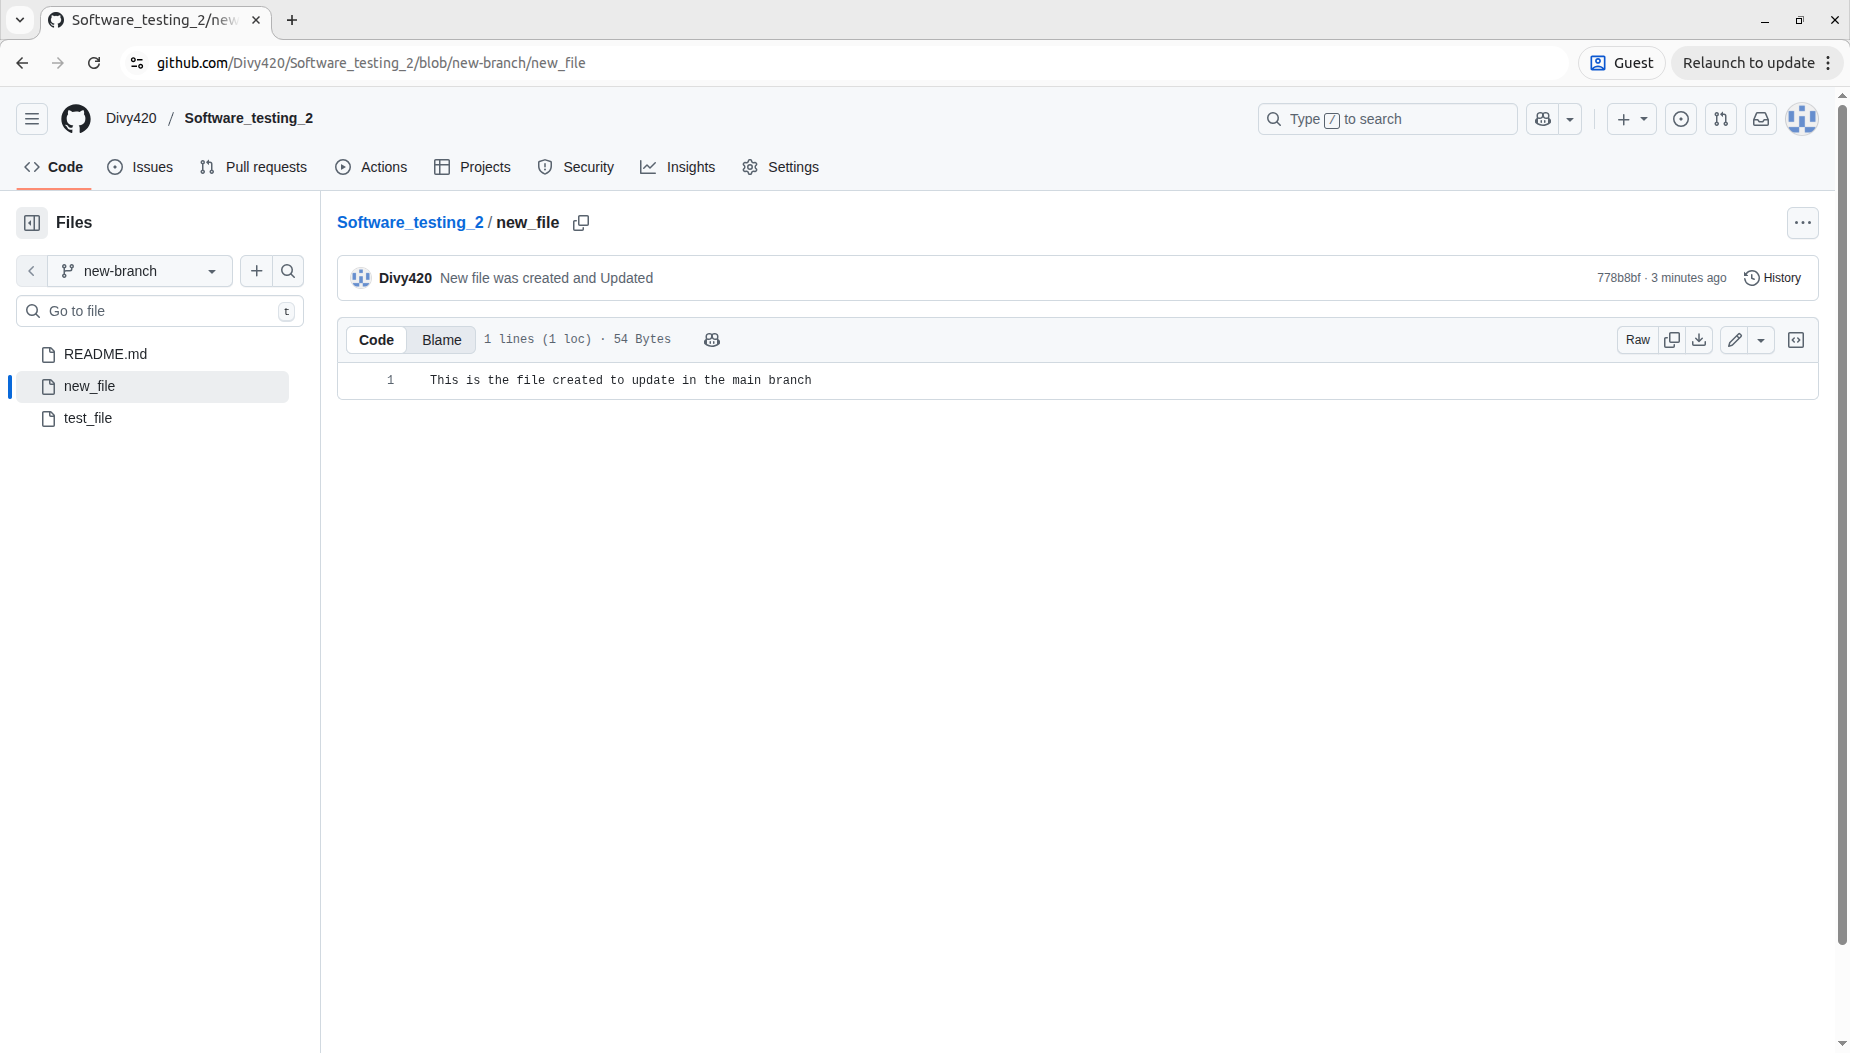 Software_testing_2/new
github.com/Divy420/Software_testing_2/blob/new-branch/new_file
Guest
Relaunch to update
Divy420 / Software_testing_2
Type / to search
Code
Issues
Pull requests
Actions
Projects
Security
Insights
Settings
Files
new-branch
Go to file
t
README.md
new_file
test_file
Software_testing_2 / new_file
Divy420 New file was created and Updated
778b8bf · 3 minutes ago
History
Code
Blame
1 lines (1 loc) · 54 Bytes
Raw
1 This is the file created to update in the main branch